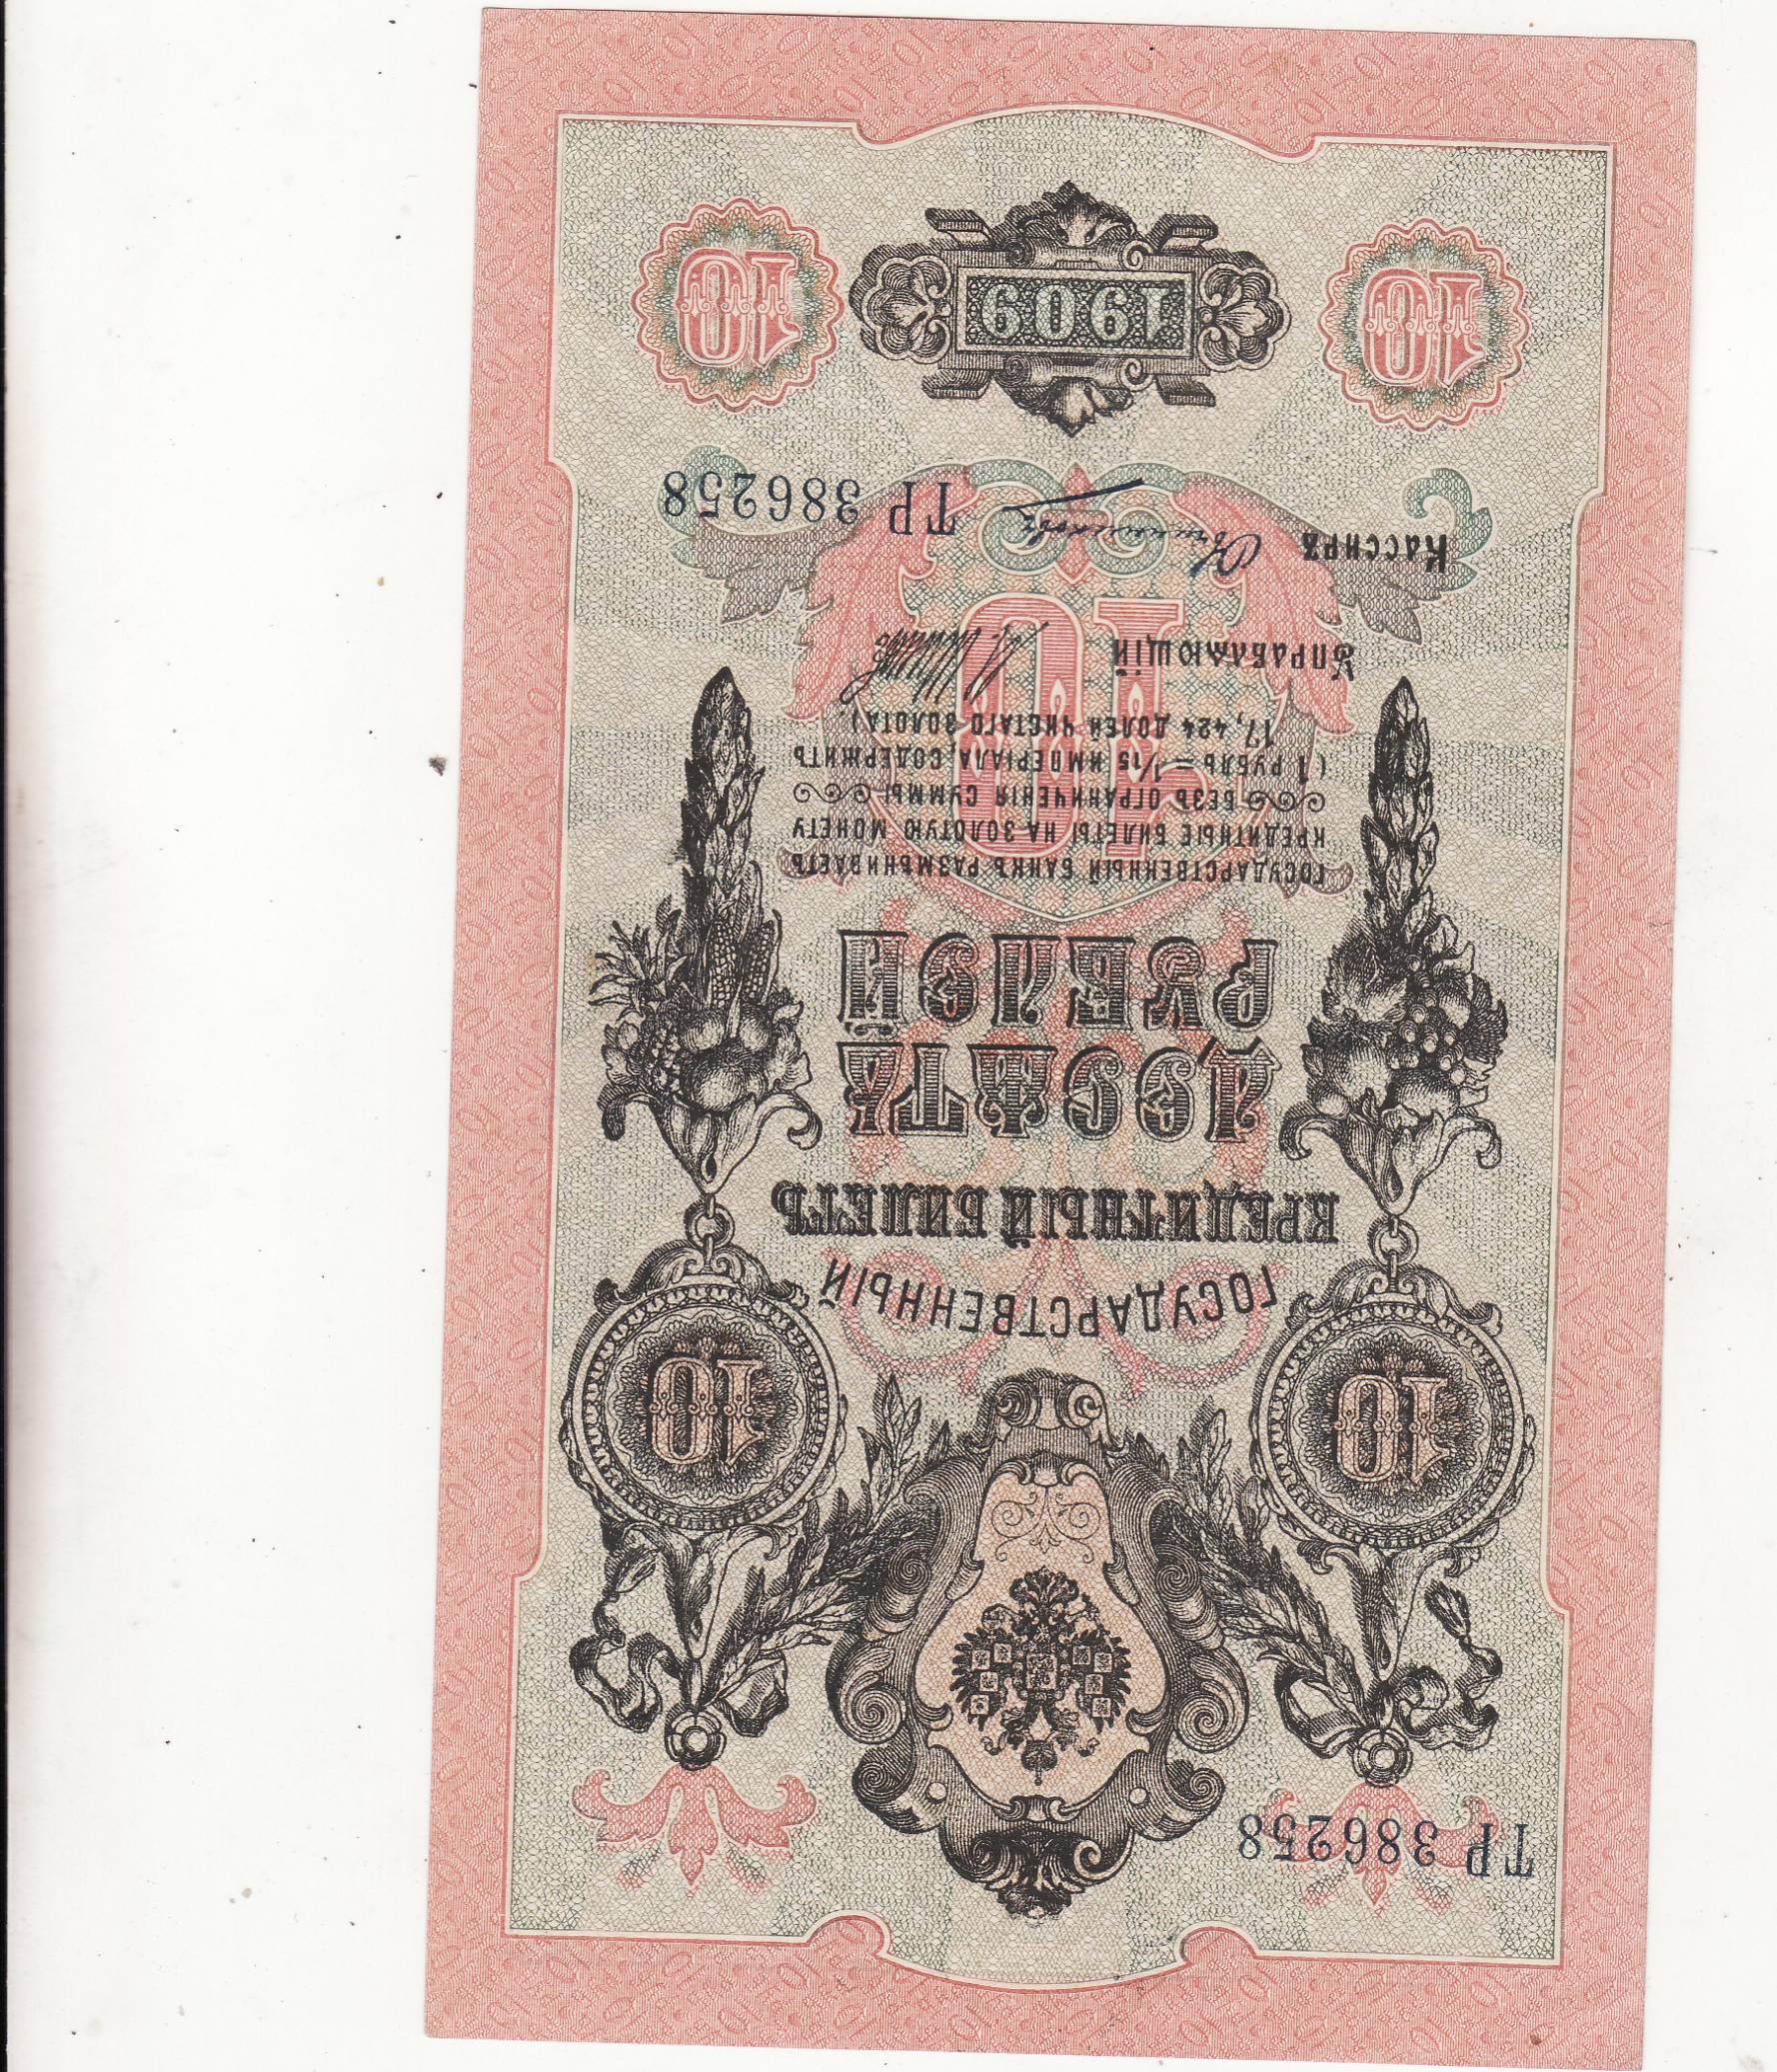 ТР 386258
ГОСУДАРСТВЕННЫЙ
10
10
КРЕДИТНЫЙ БИЛЕТЪ
ДЕСЯТЬ
РУБЛЕЙ
ГОСУДАРСТВЕННЫЙ БАНКЪ РАЗМѢНИВАЕТЪ
КРЕДИТНЫЕ БИЛЕТЫ НА ЗОЛОТУЮ МОНЕТУ
БЕЗЪ ОГРАНИЧЕНІЯ СУММЫ
(1 РУБЛЬ = 1/15 ИМПЕРІАЛА, СОДЕРЖИТЪ
17,424 ДОЛЕЙ ЧИСТАГО ЗОЛОТА).
10
УПРАВЛЯЮЩІЙ
КАССИРЪ
ТР 386258
10
1909
10